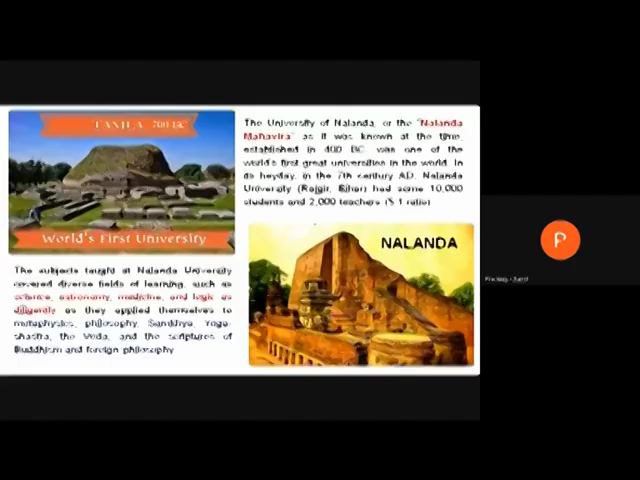 TAXILA 700 BC
World's First University
The University of Nalanda, or the "Nalanda
Mahavira" as it was known at the time,
established in 400 BC, was one of the
world's first great universities in the world. In
its heyday, in the 7th century AD, Nalanda
University (Rajgir, Bihar) had some 10,000
students and 2,000 teachers (5:1 ratio)
NALANDA
The subjects taught at Nalanda University
covered diverse fields of learning, such as
science, astronomy, medicine, and logic as
diligently as they applied themselves to
metaphysics, philosophy, Samkhya, Yoga-
shastra, the Veda, and the scriptures of
Buddhism and foreign philosophy
P